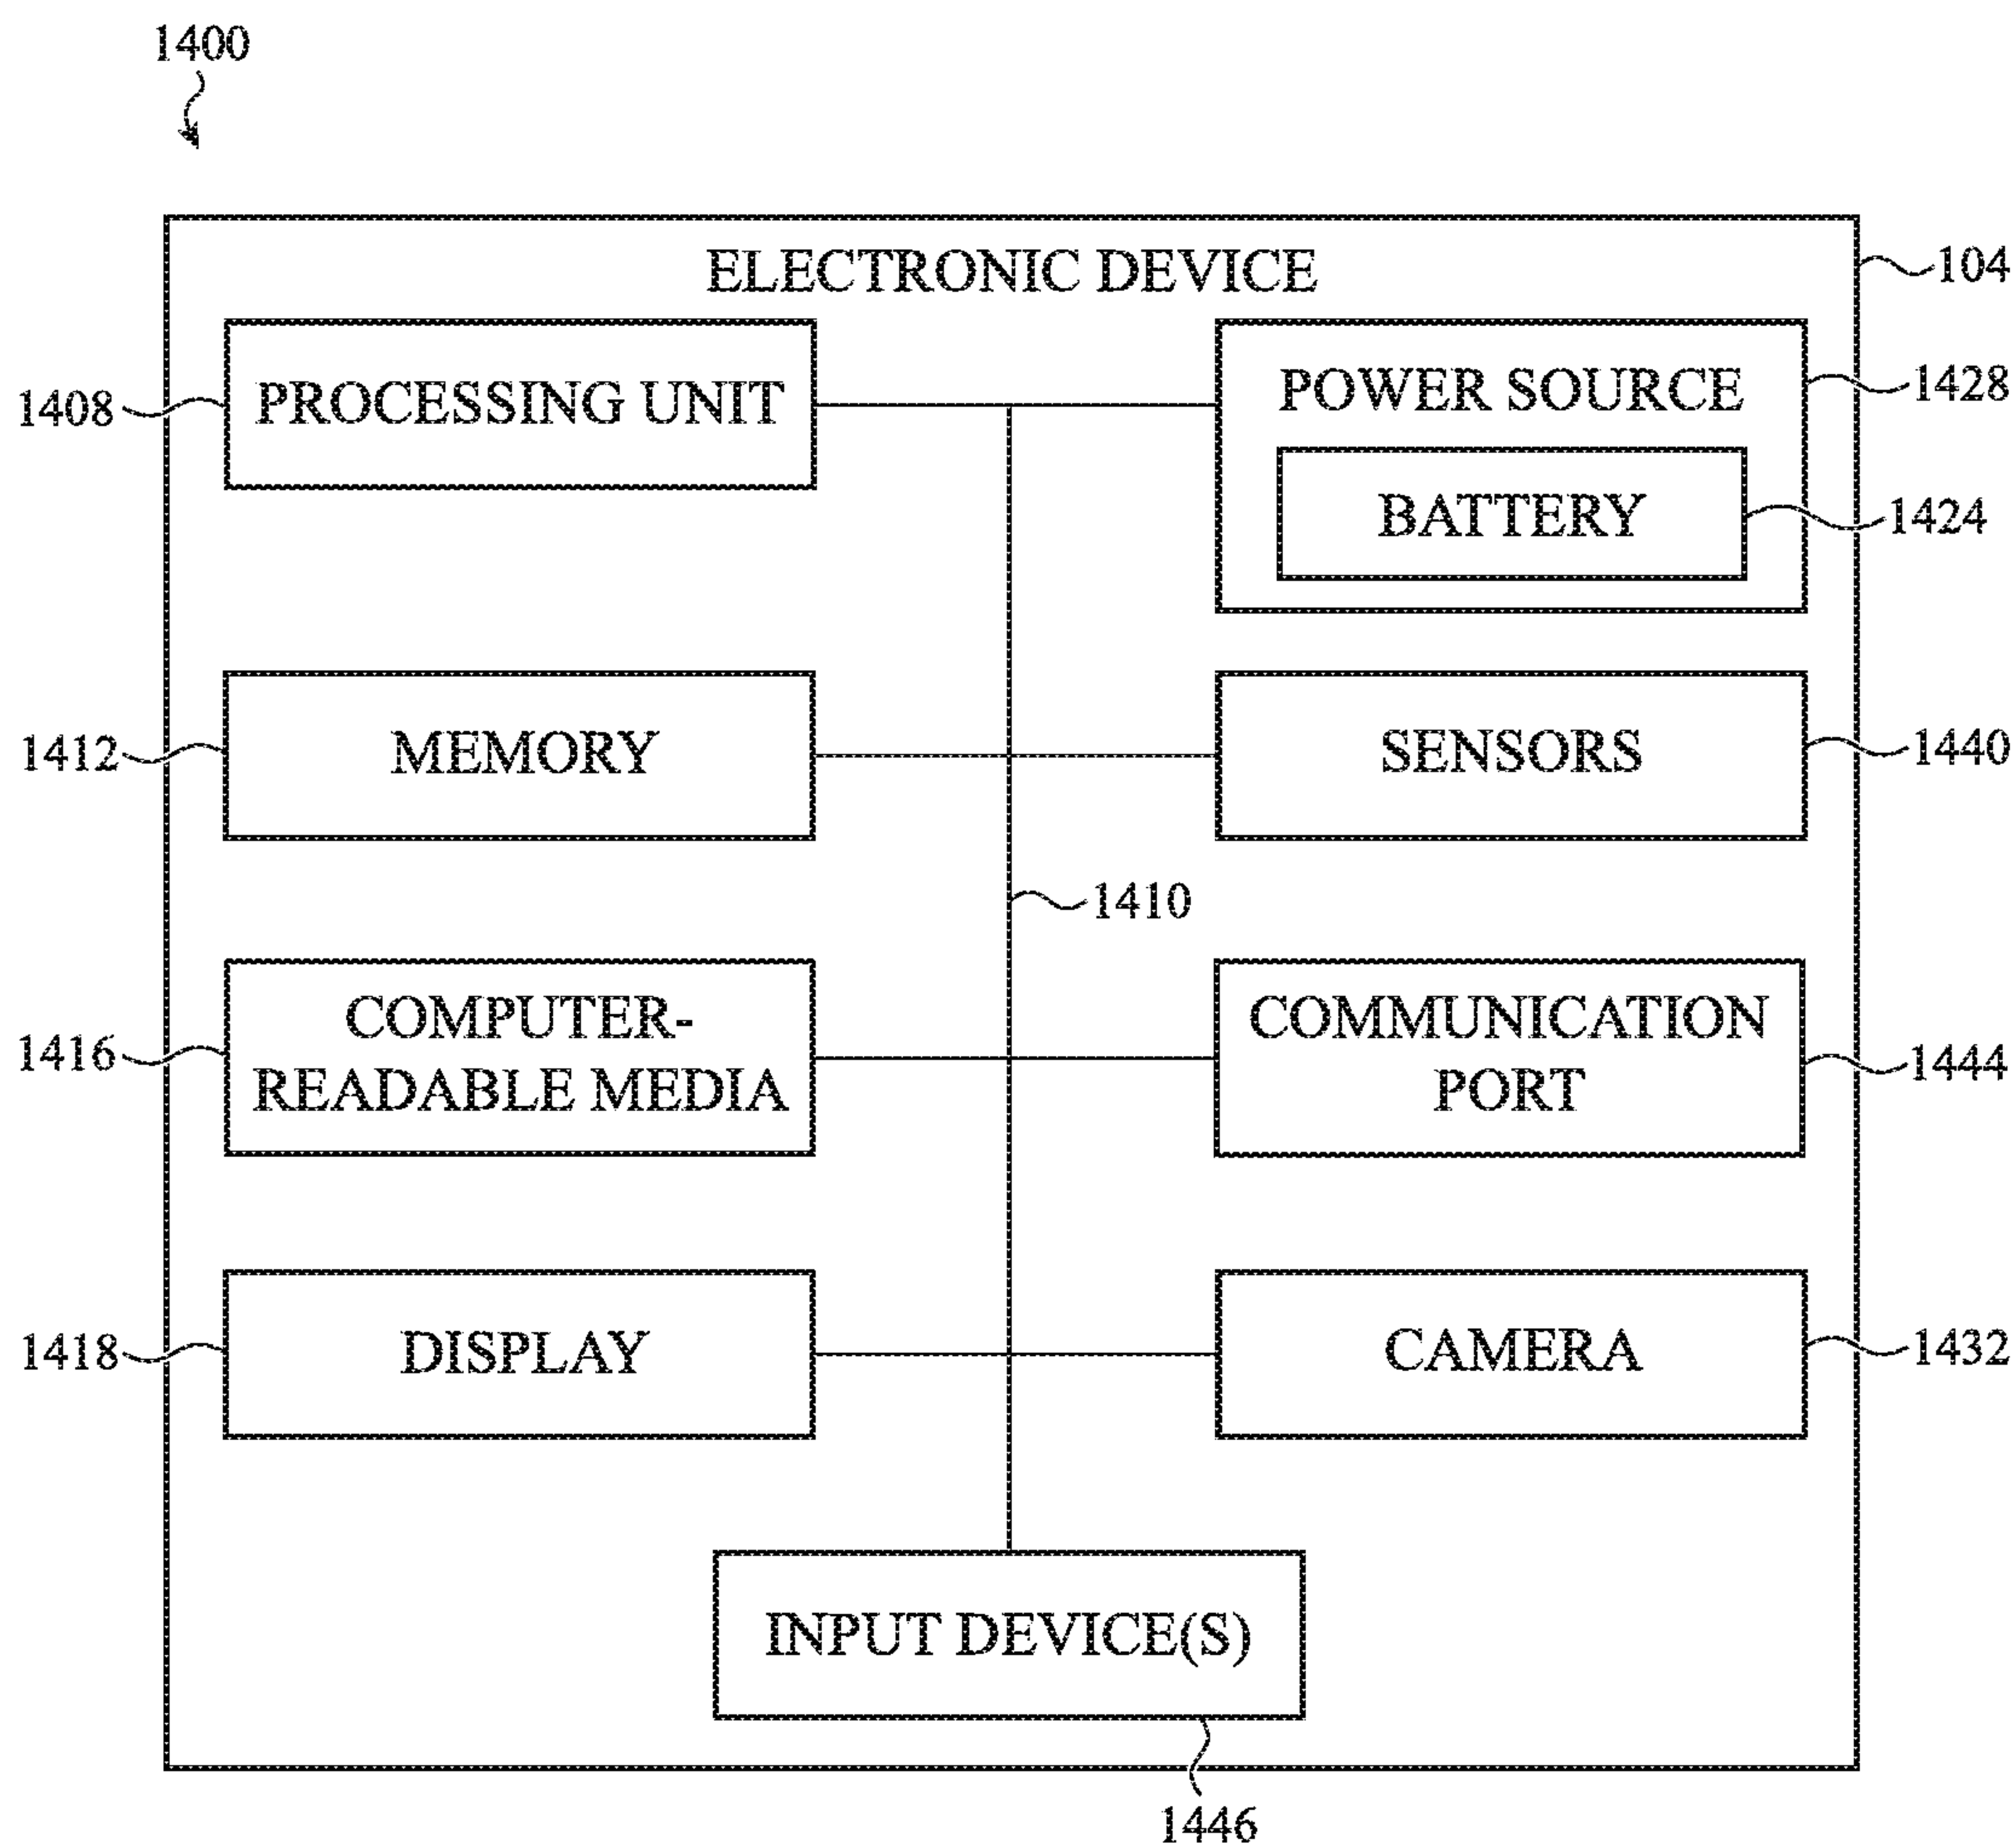 1400
ELECTRONIC DEVICE
104
1408
PROCESSING UNIT
POWER SOURCE
1428
BATTERY
1424
1412
MEMORY
SENSORS
1440
1410
1416
COMPUTER-
READABLE MEDIA
COMMUNICATION
PORT
1444
1418
DISPLAY
CAMERA
1432
INPUT DEVICE(S)
1446